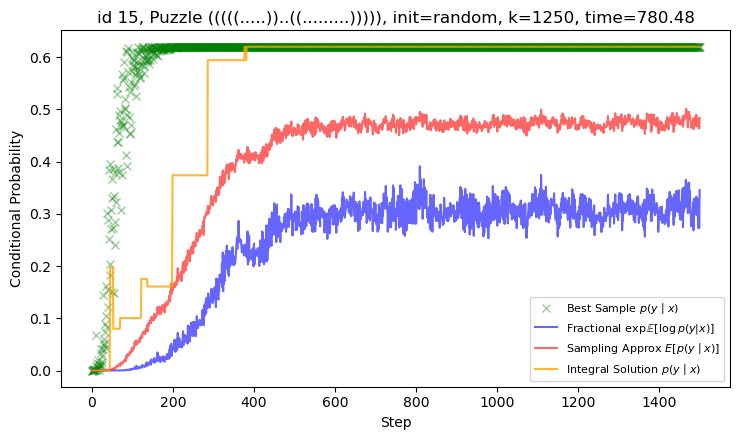 id 15, Puzzle (((((.....))..((.........))))), init=random, k=1250, time=780.48
Conditional Probability
0.6
0.5
0.4
0.3
0.2
0.1
0.0
Best Sample p(y | x)
Fractional exp 𝔼[log p(y|x)]
Sampling Approx E[p(y | x)]
Integral Solution p(y | x)
0 200 400 600 800 1000 1200 1400
Step